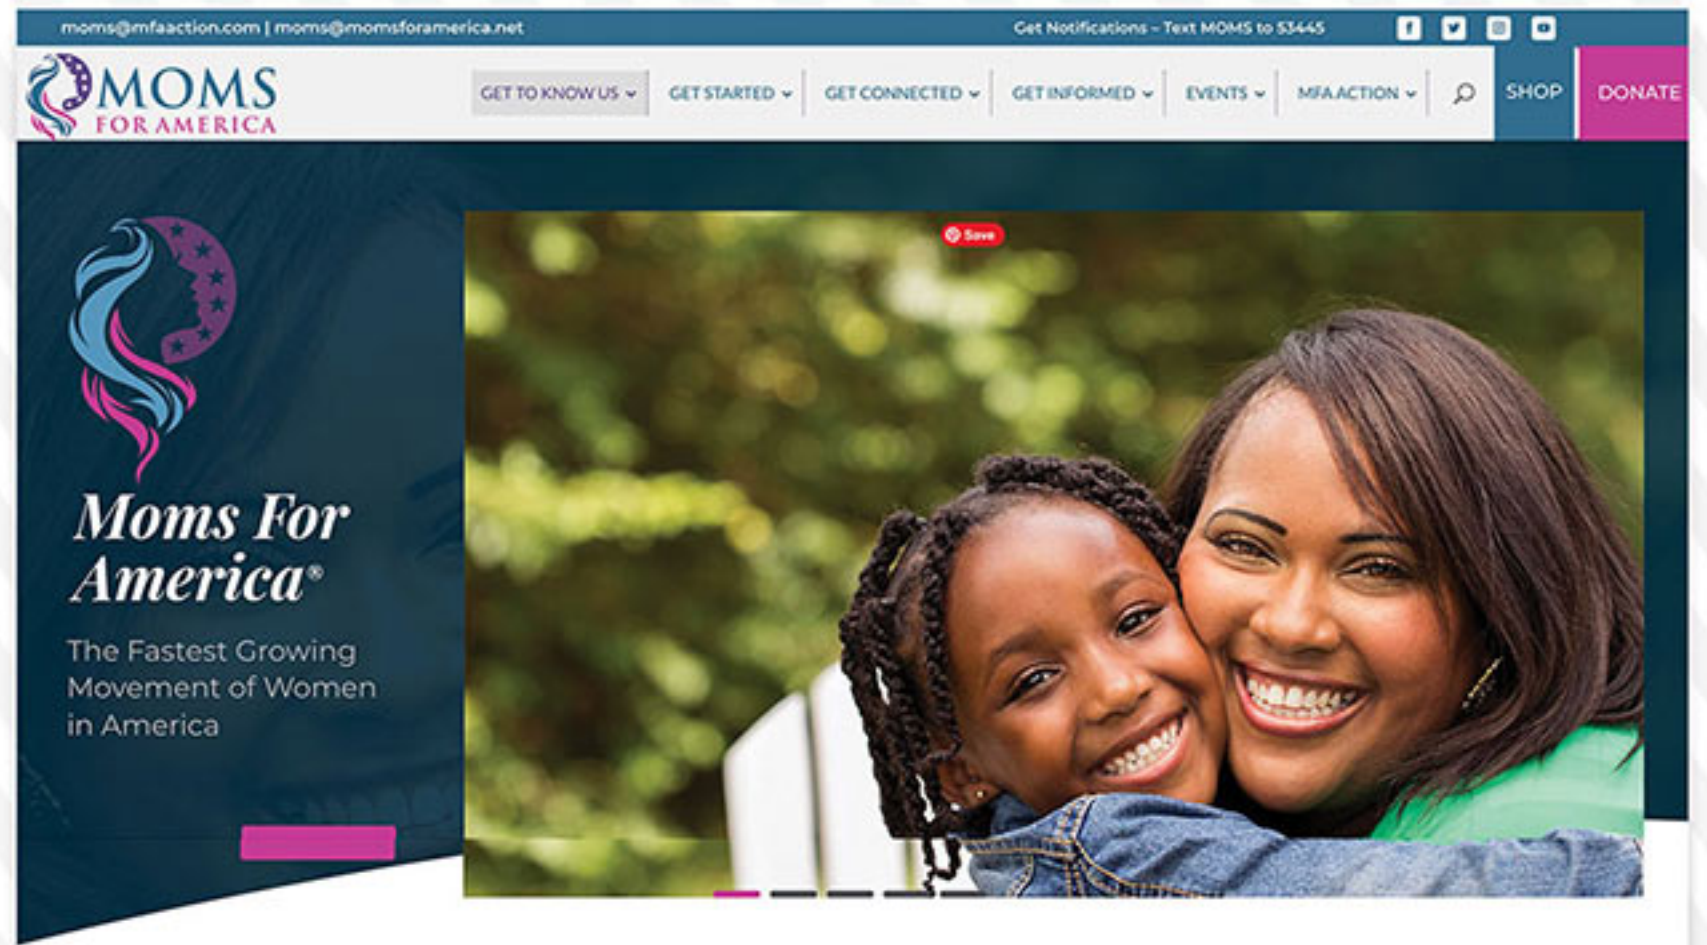 moms@mfaaction.com | moms@momsforamerica.net
Get Notifications – Text MOMS to 53445
MOMS
FOR AMERICA
GET TO KNOW US
GET STARTED
GET CONNECTED
GET INFORMED
EVENTS
MFA ACTION
SHOP
DONATE
Save
Moms For
America®
The Fastest Growing
Movement of Women
in America